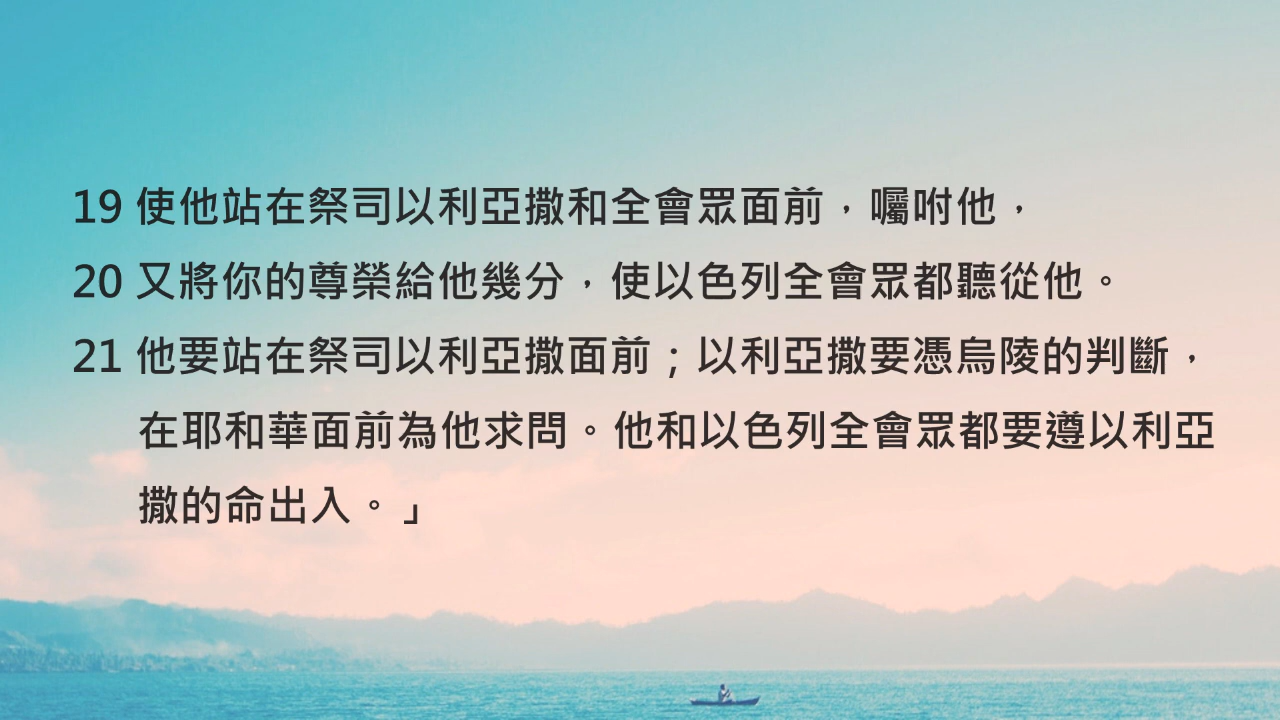 19 使他站在祭司以利亞撒和全會眾面前，囑咐他，
20 又將你的尊榮給他幾分，使以色列全會眾都聽從他。
21 他要站在祭司以利亞撒面前；以利亞撒要憑烏陵的判斷，
在耶和華面前為他求問。他和以色列全會眾都要遵以利亞
撒的命出入。」